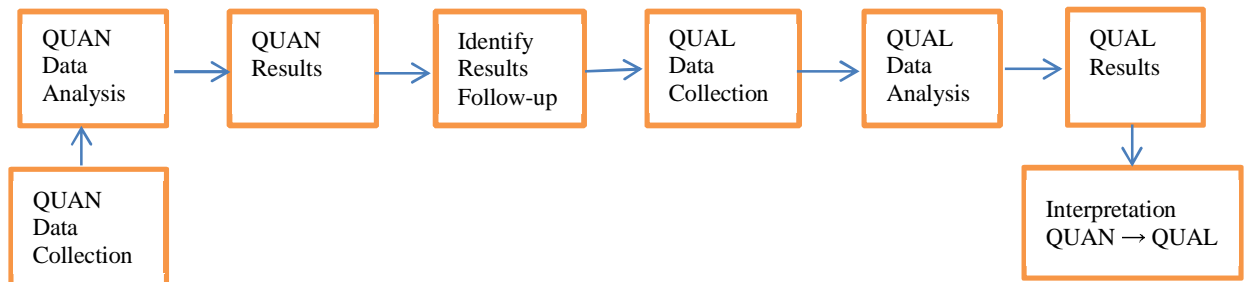 QUAN
Data
Analysis
QUAN
Results
Identify
Results
Follow-up
QUAL
Data
Collection
QUAL
Data
Analysis
QUAL
Results
QUAN
Data
Collection
Interpretation
QUAN → QUAL